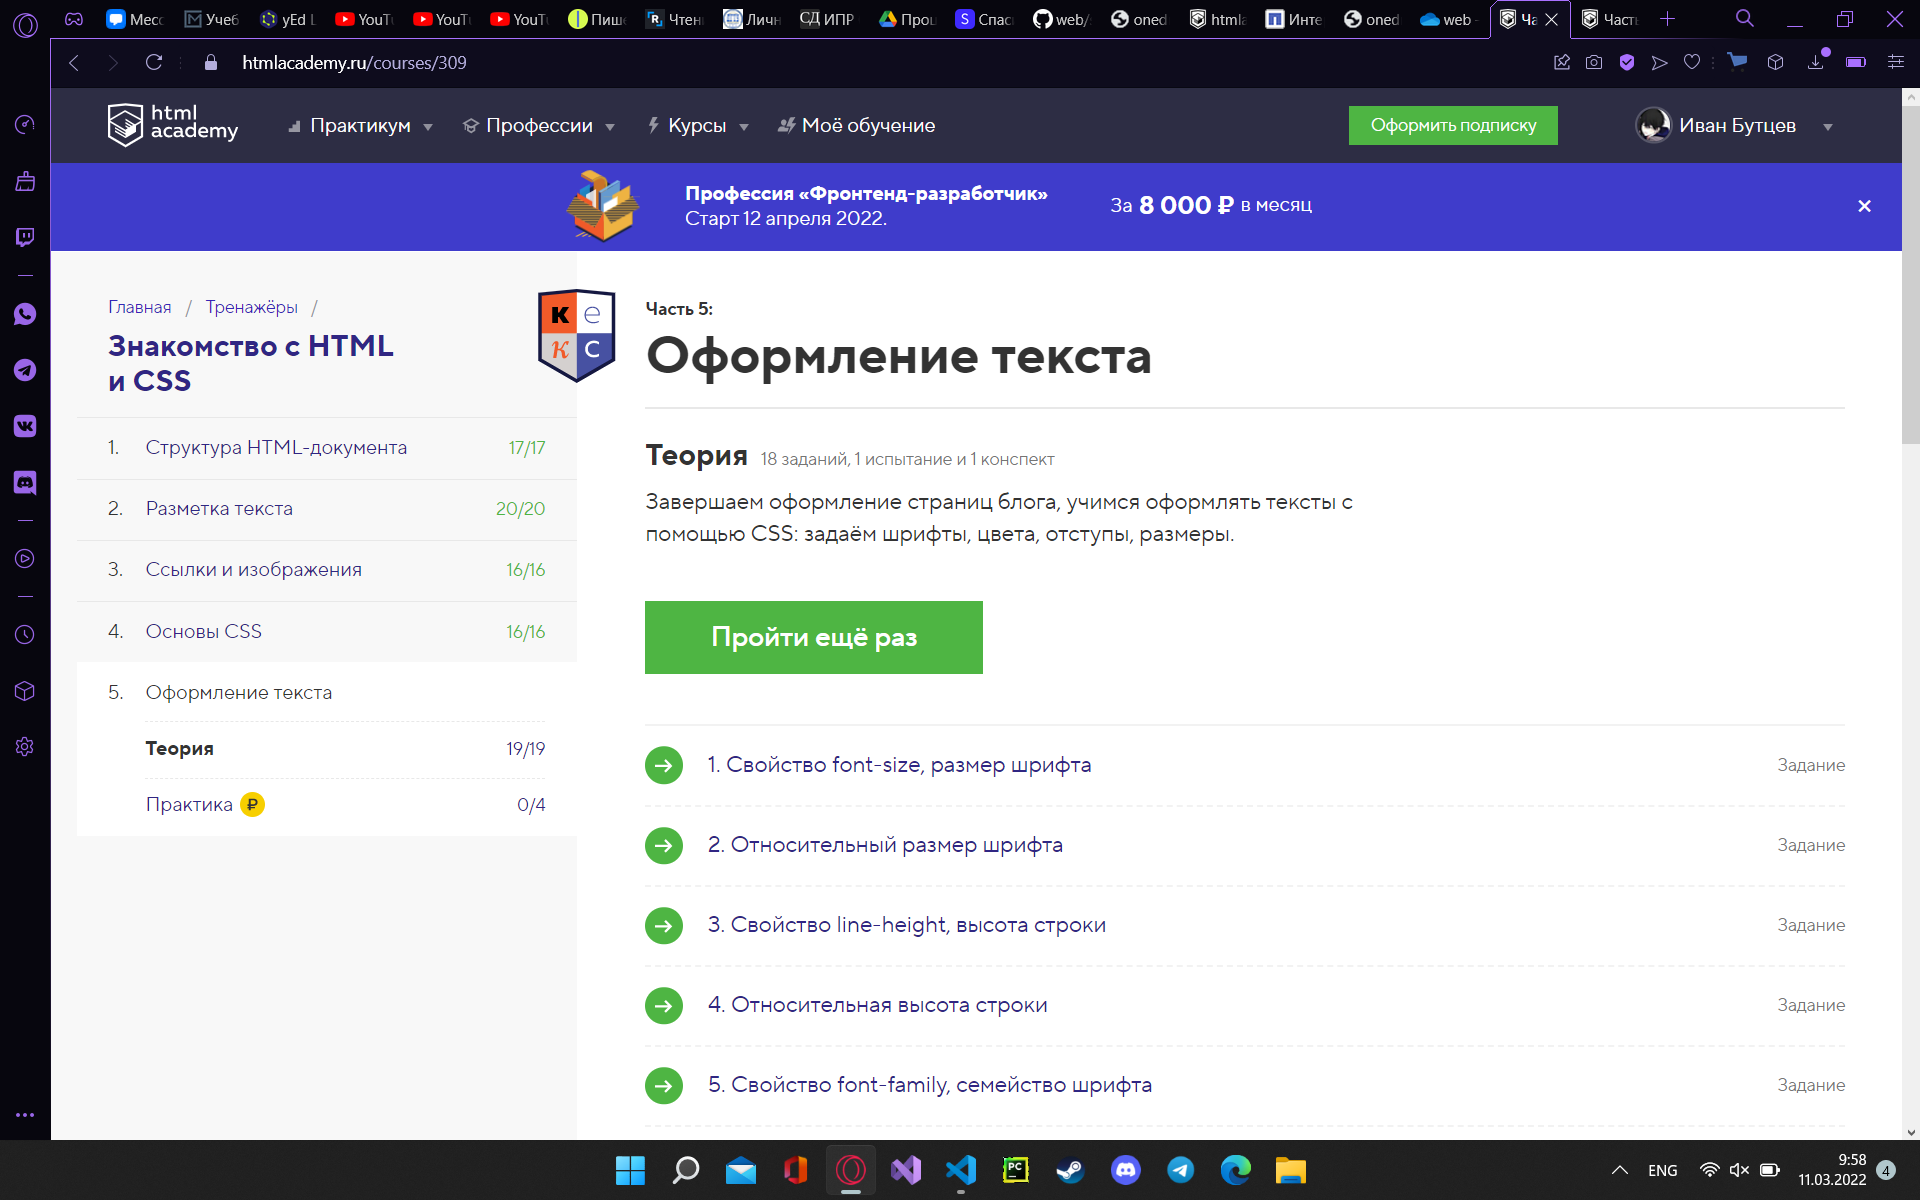 Месс
Учеб
yEd L
YouTu
YouTu
YouTu
Пише
Чтен
Личн
СД ИПР
Проц
Спас
web/
oned
htmla
Инте
oned
web -
Ча
Часть
htmlacademy.ru/courses/309
html
academy
Практикум
Профессии
Курсы
Моё обучение
Оформить подписку
Иван Бутцев
Профессия «Фронтенд-разработчик»
Старт 12 апреля 2022.
За 8 000 ₽ в месяц
Главная / Тренажёры /
Знакомство с HTML
и CSS
1. Структура HTML-документа 17/17
2. Разметка текста 20/20
3. Ссылки и изображения 16/16
4. Основы CSS 16/16
5. Оформление текста
Теория 19/19
Практика ₽ 0/4
К е
К С
Часть 5:
Оформление текста
Теория 18 заданий, 1 испытание и 1 конспект
Завершаем оформление страниц блога, учимся оформлять тексты с
помощью CSS: задаём шрифты, цвета, отступы, размеры.
Пройти ещё раз
1. Свойство font-size, размер шрифта Задание
2. Относительный размер шрифта Задание
3. Свойство line-height, высота строки Задание
4. Относительная высота строки Задание
5. Свойство font-family, семейство шрифта Задание
PC
ENG
9:58
11.03.2022
4